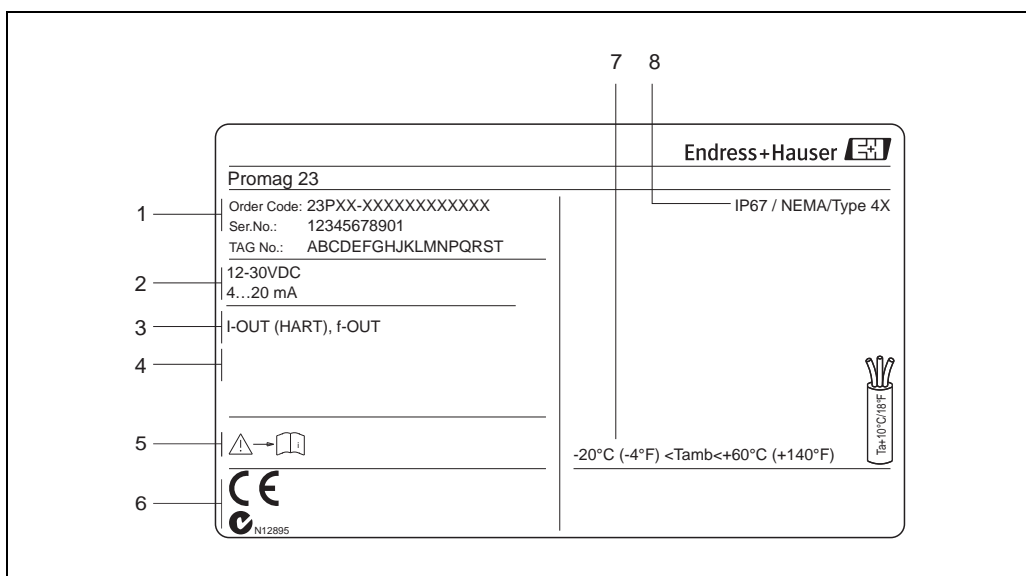 7 8
Endress+Hauser E+H
Promag 23
1
Order Code: 23PXX-XXXXXXXXXXXX
Ser.No.: 12345678901
TAG No.: ABCDEFGHJKLMNPQRST
IP67 / NEMA/Type 4X
2
12-30VDC
4...20 mA
3
I-OUT (HART), f-OUT
4
5
i
-20°C (-4°F) <Tamb<+60°C (+140°F)
Ta+10°C/18°F
6
CE
N12895